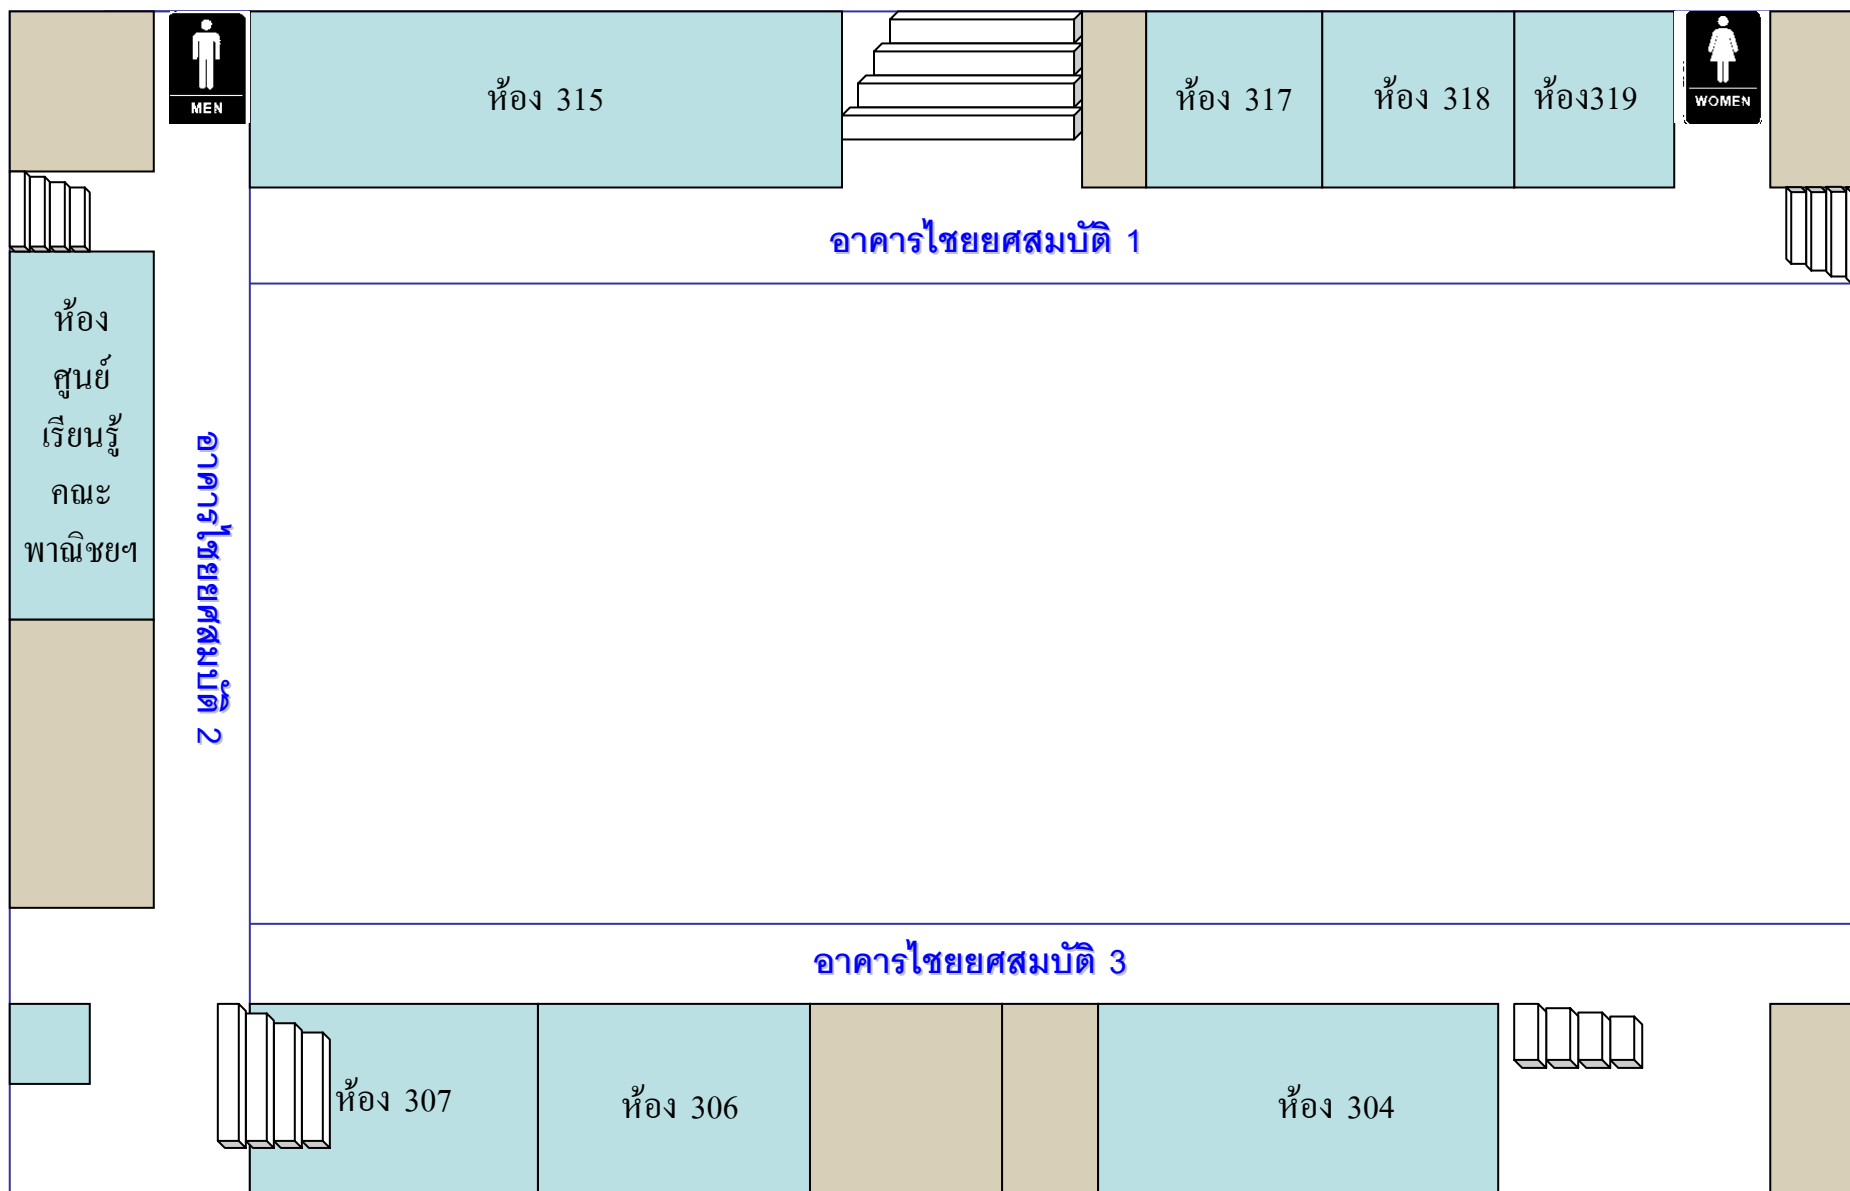 MEN
ห้อง 315
ห้อง 317
ห้อง 318
ห้อง319
WOMEN
อาคารไชยยศสมบัติ 1
ห้อง
ศูนย์
เรียนรู้
คณะ
พาณิชยฯ
อาคารไชยยศสมบัติ 2
อาคารไชยยศสมบัติ 3
ห้อง 307
ห้อง 306
ห้อง 304